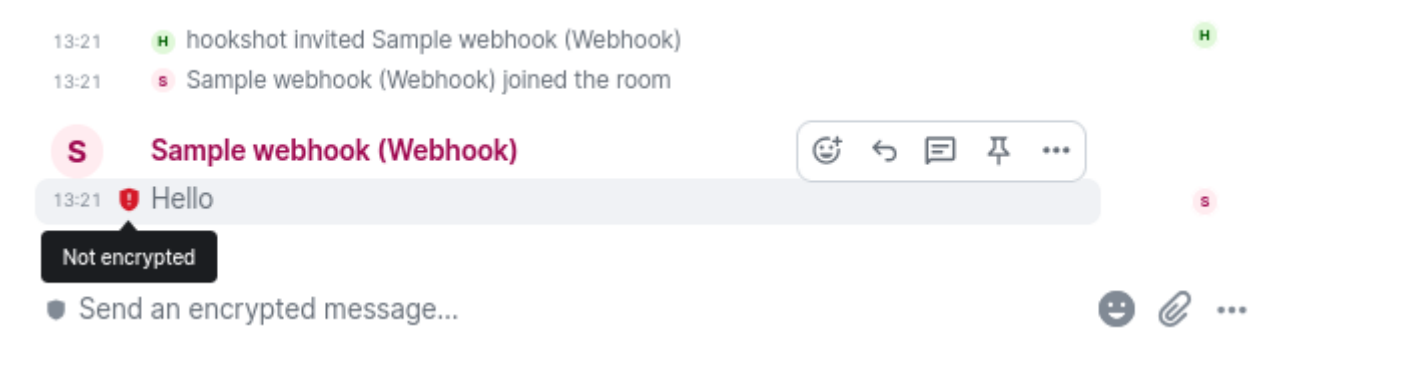 13:21 H hookshot invited Sample webhook (Webhook) H
13:21 S Sample webhook (Webhook) joined the room
S Sample webhook (Webhook)
13:21 Hello S
Not encrypted
Send an encrypted message...